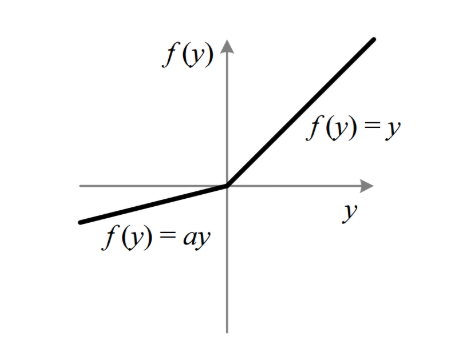 f(y)
f(y) = y
y
f(y) = ay